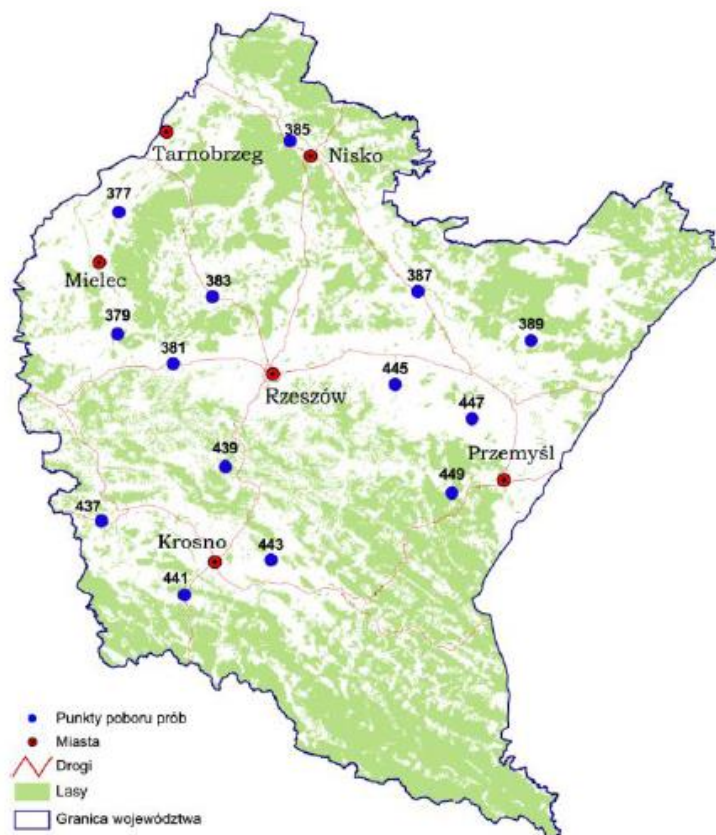 385
Tarnobrzeg
Nisko
377
Mielec
383
387
379
389
381
445
Rzeszów
447
439
Przemyśl
449
437
Krosno
443
441
Punkty poboru prób
Miasta
Drogi
Lasy
Granica województwa